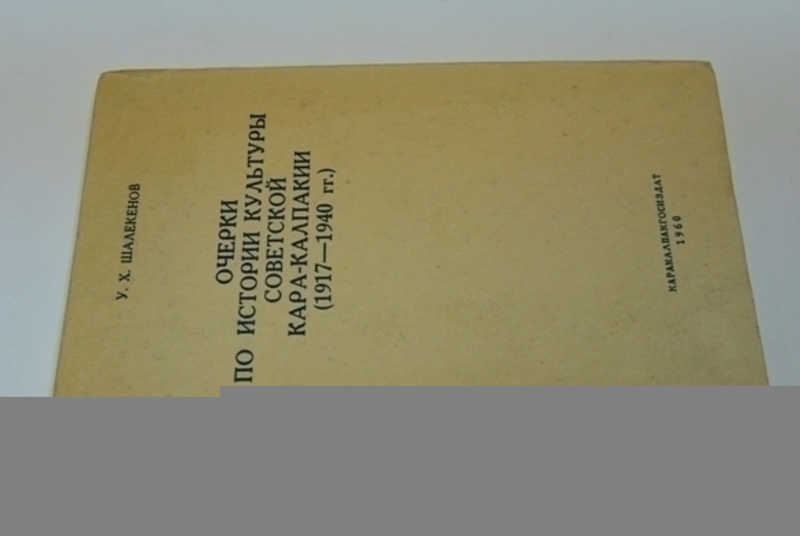 У. Х. ШАЛЕКЕНОВ
ОЧЕРКИ
ПО ИСТОРИИ КУЛЬТУРЫ
СОВЕТСКОЙ
КАРА-КАЛПАКИИ
(1917—1940 гг.)
КАРАКАЛПАКГОСИЗДАТ
1960